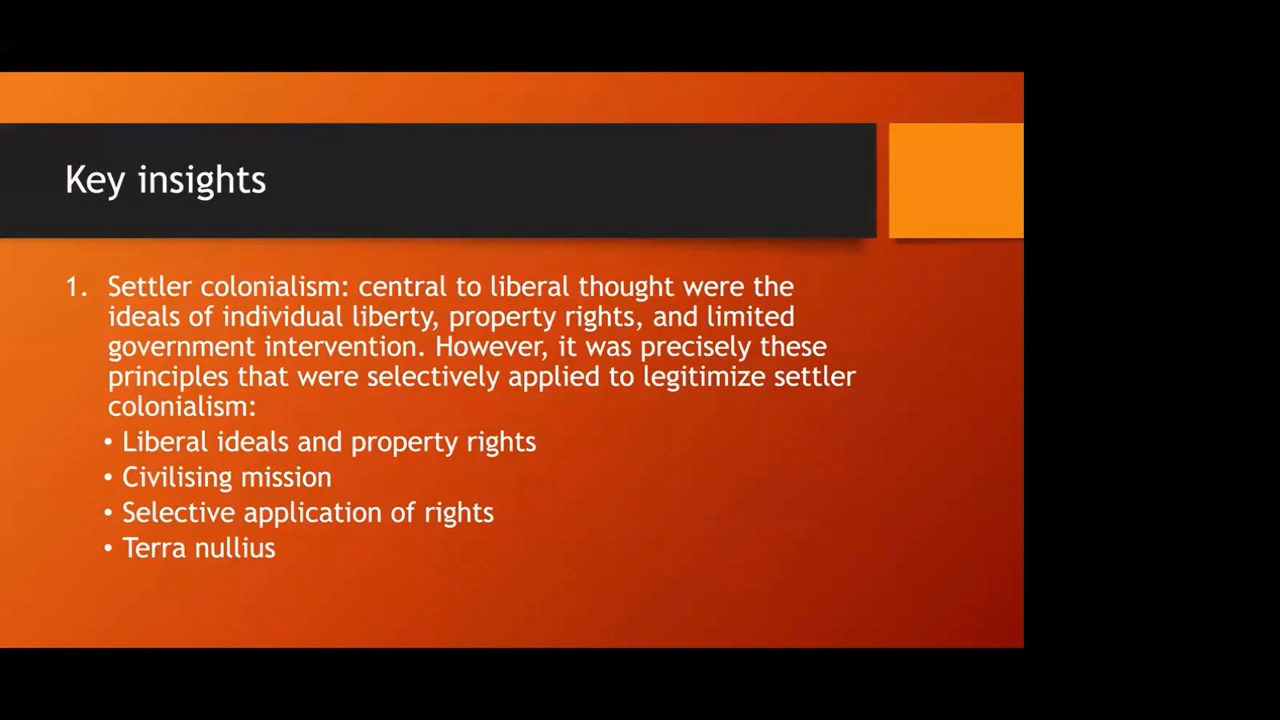 Key insights
1. Settler colonialism: central to liberal thought were the
ideals of individual liberty, property rights, and limited
government intervention. However, it was precisely these
principles that were selectively applied to legitimize settler
colonialism:
• Liberal ideals and property rights
• Civilising mission
• Selective application of rights
• Terra nullius